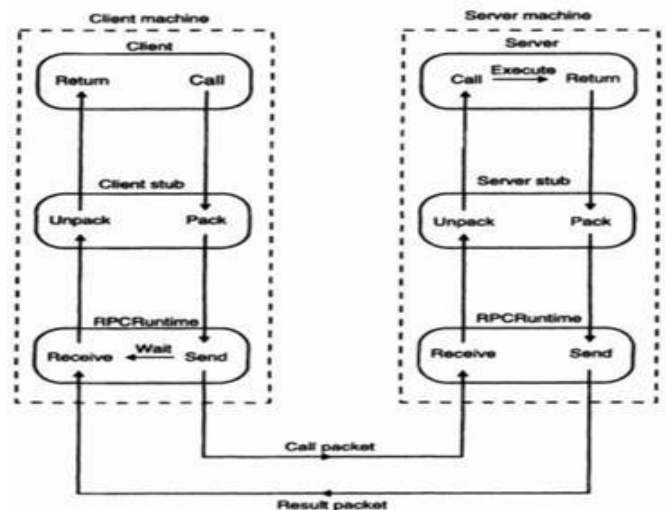 Client machine
Server machine
Client
Server
Return
Call
Call
Execute
Return
Client stub
Server stub
Unpack
Pack
Unpack
Pack
RPCRuntime
RPCRuntime
Receive
Wait
Send
Receive
Send
Call packet
Result packet